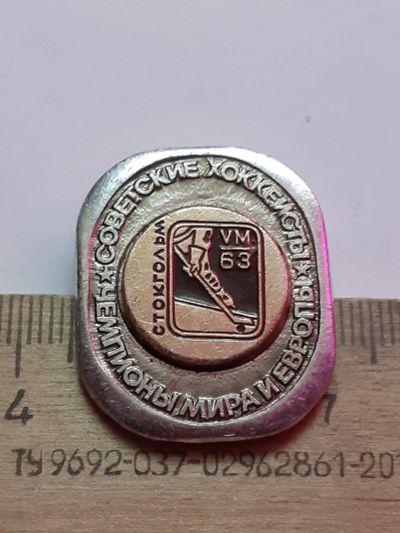 ★ СОВЕТСКИЕ ХОККЕИСТЫ ★
ЧЕМПИОНЫ МИРА И ЕВРОПЫ
СТОКГОЛЬМ
VM
63
4 7
ТУ 9692-037-02962861-20